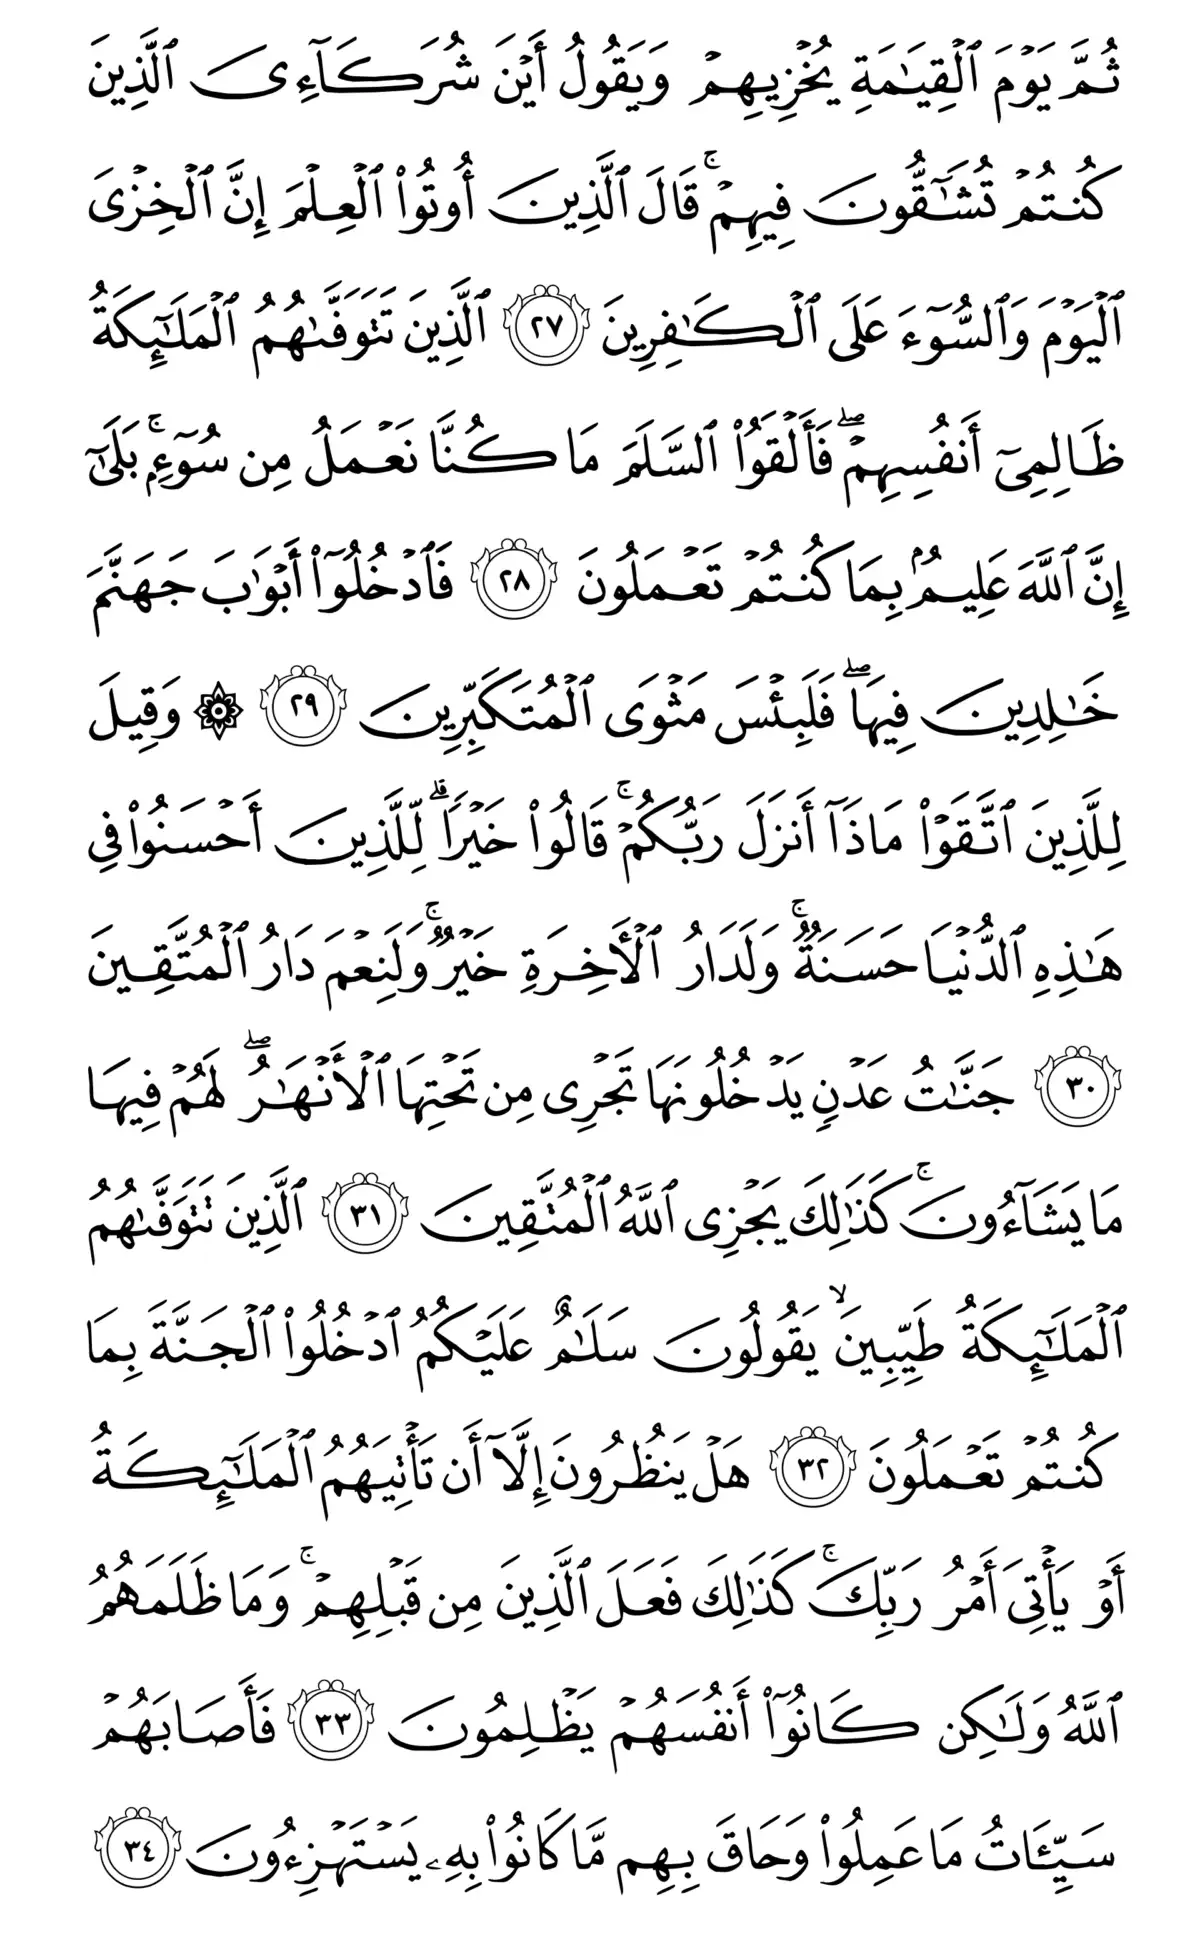 ثُمَّ يَوْمَ ٱلْقِيَـٰمَةِ يُخْزِيهِمْ وَيَقُولُ أَيْنَ شُرَكَآءِىَ ٱلَّذِينَ
كُنتُمْ تُشَـٰٓقُّونَ فِيهِمْ ۚ قَالَ ٱلَّذِينَ أُوتُوا۟ ٱلْعِلْمَ إِنَّ ٱلْخِزْىَ
ٱلْيَوْمَ وَٱلسُّوٓءَ عَلَى ٱلْكَـٰفِرِينَ ٢٧ ٱلَّذِينَ تَتَوَفَّىٰهُمُ ٱلْمَلَـٰٓئِكَةُ
ظَالِمِىٓ أَنفُسِهِمْ ۖ فَأَلْقَوُا۟ ٱلسَّلَمَ مَا كُنَّا نَعْمَلُ مِن سُوٓءٍۭ ۚ بَلَىٰٓ
إِنَّ ٱللَّهَ عَلِيمٌۢ بِمَا كُنتُمْ تَعْمَلُونَ ٢٨ فَٱدْخُلُوٓا۟ أَبْوَٰبَ جَهَنَّمَ
خَـٰلِدِينَ فِيهَا ۖ فَلَبِئْسَ مَثْوَى ٱلْمُتَكَبِّرِينَ ٢٩ ۞ وَقِيلَ
لِلَّذِينَ ٱتَّقَوْا۟ مَاذَآ أَنزَلَ رَبُّكُمْ ۚ قَالُوا۟ خَيْرًا ۗ لِّلَّذِينَ أَحْسَنُوا۟ فِى
هَـٰذِهِ ٱلدُّنْيَا حَسَنَةٌ ۚ وَلَدَارُ ٱلْـَٔاخِرَةِ خَيْرٌ ۚ وَلَنِعْمَ دَارُ ٱلْمُتَّقِينَ
٣٠ جَنَّـٰتُ عَدْنٍ يَدْخُلُونَهَا تَجْرِى مِن تَحْتِهَا ٱلْأَنْهَـٰرُ ۖ لَهُمْ فِيهَا
مَا يَشَآءُونَ ۚ كَذَٰلِكَ يَجْزِى ٱللَّهُ ٱلْمُتَّقِينَ ٣١ ٱلَّذِينَ تَتَوَفَّىٰهُمُ
ٱلْمَلَـٰٓئِكَةُ طَيِّبِينَ ۙ يَقُولُونَ سَلَـٰمٌ عَلَيْكُمُ ٱدْخُلُوا۟ ٱلْجَنَّةَ بِمَا
كُنتُمْ تَعْمَلُونَ ٣٢ هَلْ يَنظُرُونَ إِلَّآ أَن تَأْتِيَهُمُ ٱلْمَلَـٰٓئِكَةُ
أَوْ يَأْتِىَ أَمْرُ رَبِّكَ ۚ كَذَٰلِكَ فَعَلَ ٱلَّذِينَ مِن قَبْلِهِمْ ۚ وَمَا ظَلَمَهُمُ
ٱللَّهُ وَلَـٰكِن كَانُوٓا۟ أَنفُسَهُمْ يَظْلِمُونَ ٣٣ فَأَصَابَهُمْ
سَيِّـَٔاتُ مَا عَمِلُوا۟ وَحَاقَ بِهِم مَّا كَانُوا۟ بِهِۦ يَسْتَهْزِءُونَ ٣٤